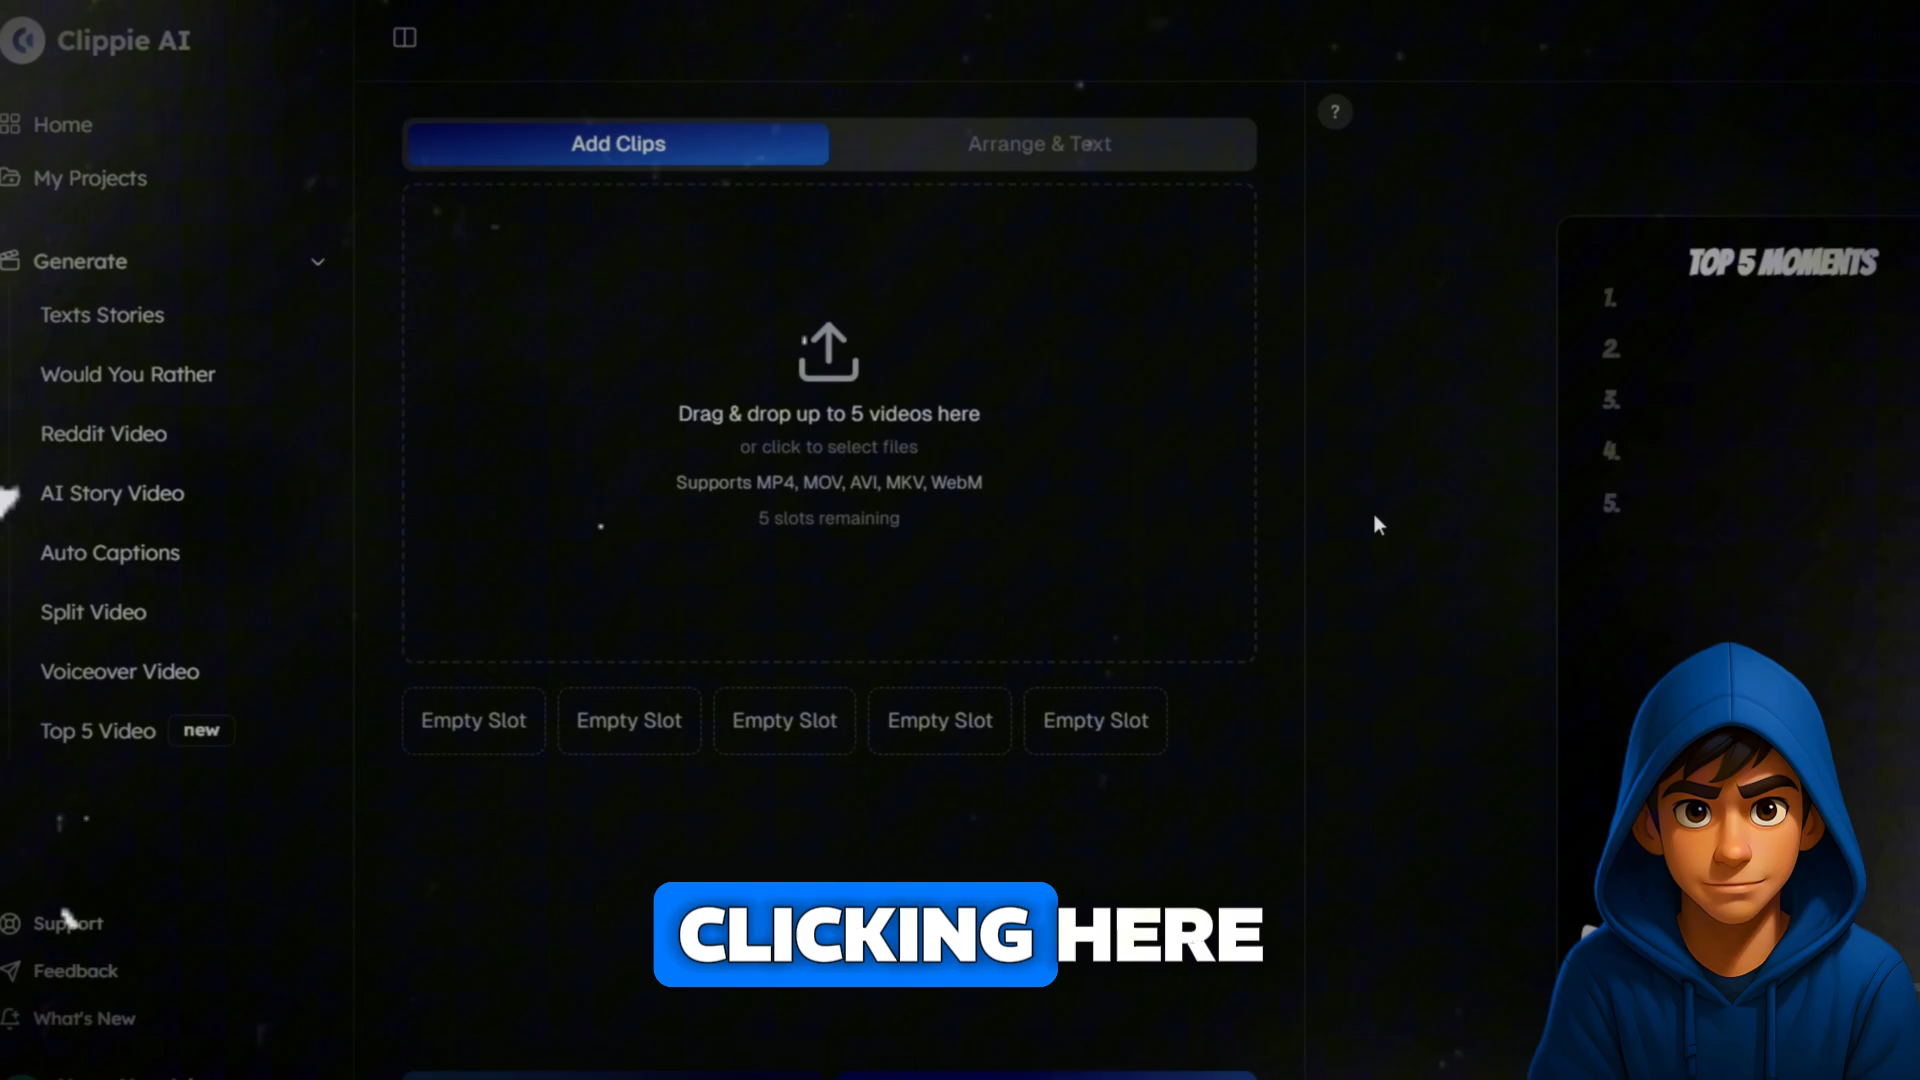 Clippie AI
Home
My Projects
Generate
Texts Stories
Would You Rather
Reddit Video
AI Story Video
Auto Captions
Split Video
Voiceover Video
Top 5 Video new
Support
Feedback
What's New
Add Clips
Arrange & Text
Drag & drop up to 5 videos here
or click to select files
Supports MP4, MOV, AVI, MKV, WebM
5 slots remaining
Empty Slot
Empty Slot
Empty Slot
Empty Slot
Empty Slot
?
TOP 5 MOMENTS
1.
2.
3.
4.
5.
CLICKING HERE